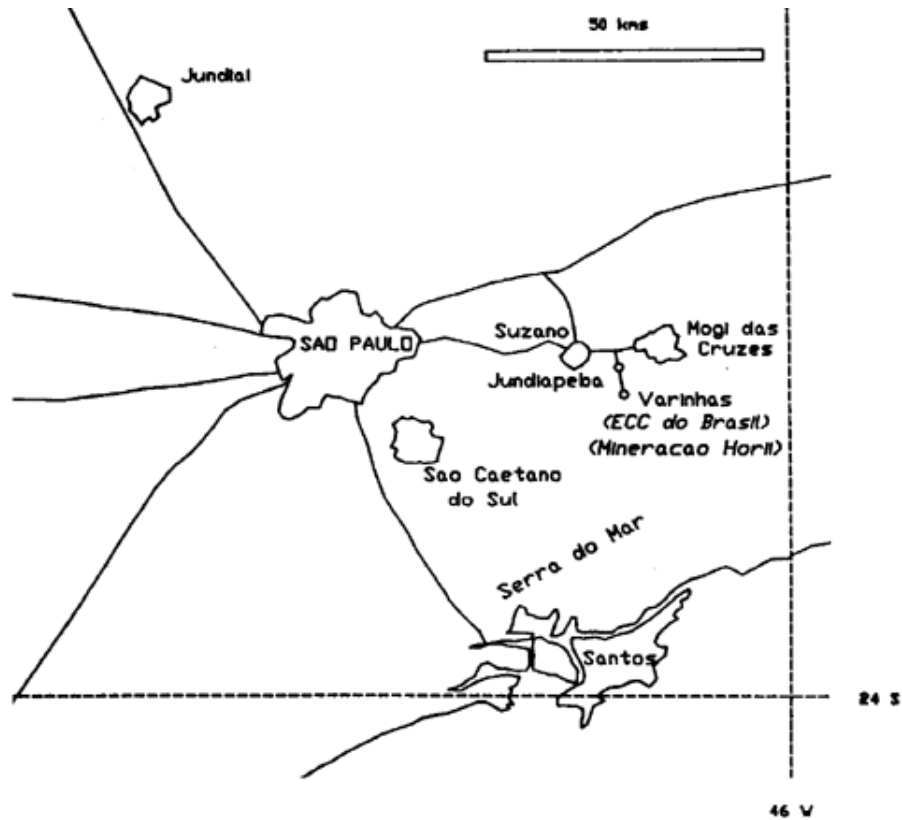 50 kms
Jundiai
SAO PAULO
Suzano
Mogi das
Cruzes
Jundiapeba
Varinhas
(ECC do Brasil)
(Mineracao Horii)
Sao Caetano
do Sul
Serra do Mar
Santos
24 S
46 W